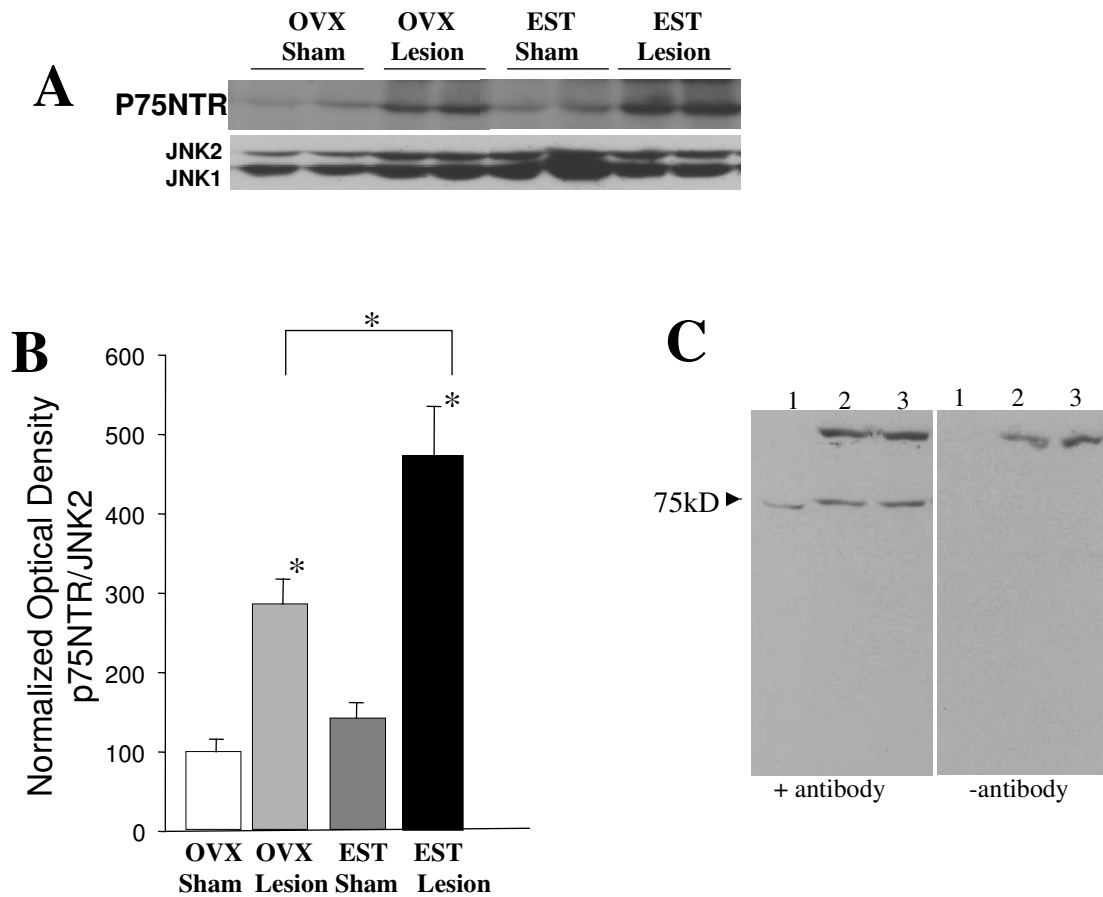 OVX OVX EST EST
Sham Lesion Sham Lesion
A
P75NTR
JNK2
JNK1
B
*
Normalized Optical Density
p75NTR/JNK2
600
500
400
300
200
100
0
*
*
OVX OVX EST EST
Sham Lesion Sham Lesion
C
1 2 3 1 2 3
75kD
+ antibody -antibody